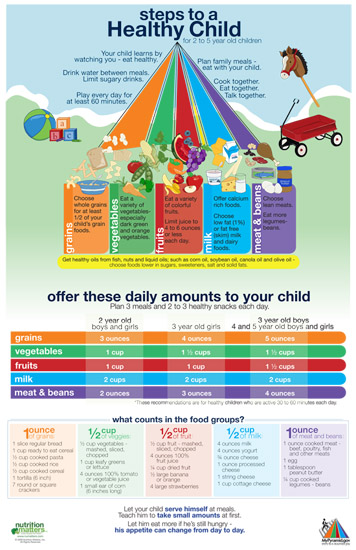 steps to a
Healthy Child
for 2 to 5 year old children
Your child learns by
watching you - eat healthy.
Drink water between meals.
Limit sugary drinks.
Play every day for
at least 60 minutes.
Plan family meals -
eat with your child.
Cook together.
Eat together.
Talk together.
grains
Choose
whole grains
for at least
1/2 of your
child's grain
foods.
vegetables
Eat a
variety of
vegetables-
especially
dark green
and orange
vegetables.
fruits
Eat a variety
of colorful
fruits.
Limit juice to
4 to 6 ounces
or less
each day.
milk
Offer calcium
rich foods.
Choose
low fat (1%)
or fat free
(skim) milk
and dairy
foods.
meat & beans
Choose
lean meats.
Eat more
legumes-
beans.
Get healthy oils from fish, nuts and liquid oils; such as corn oil, soybean oil, canola oil and olive oil -
choose foods lower in sugars, sweeteners, salt and solid fats.
offer these daily amounts to your child
Plan 3 meals and 2 to 3 healthy snacks each day.
2 year old
boys and girls
3 year old girls
3 year old boys
4 and 5 year old boys and girls
grains 3 ounces 4 ounces 5 ounces
vegetables 1 cup 1 ½ cups 1 ½ cups
fruits 1 cup 1 cup 1 ½ cups
milk 2 cups 2 cups 2 cups
meat & beans 2 ounces 3 ounces 4 ounces
*These recommendations are for healthy children who are active 30 to 60 minutes each day.
what counts in the food groups?
1 ounce
of grains
1 slice regular bread
1 cup ready to eat cereal
½ cup cooked pasta
½ cup cooked rice
½ cup cooked cereal
1 tortilla (6 inch)
7 round or square
crackers
1/2 cup
of veggies
½ cup vegetables -
mashed, sliced,
chopped
1 cup leafy greens
or lettuce
4 ounces 100% tomato
or vegetable juice
1 small ear of corn
(6 inches long)
1/2 cup
of fruit
½ cup fruit - mashed,
sliced, chopped
4 ounces 100%
fruit juice
¼ cup dried fruit
½ large banana
or orange
4 large strawberries
1/2 cup
of milk
4 ounces milk
4 ounces yogurt
¾ ounce cheese
1 ounce processed
cheese
1 string cheese
1 cup cottage cheese
1 ounce
of meat and beans
1 ounce cooked meat -
beef, poultry, fish
and other meats
1 egg
1 tablespoon
peanut butter
¼ cup cooked
legumes - beans
Let your child serve himself at meals.
Teach him to take small amounts at first.
Let him eat more if he's still hungry -
his appetite can change from day to day.
nutrition
matters
MyPyramid.gov